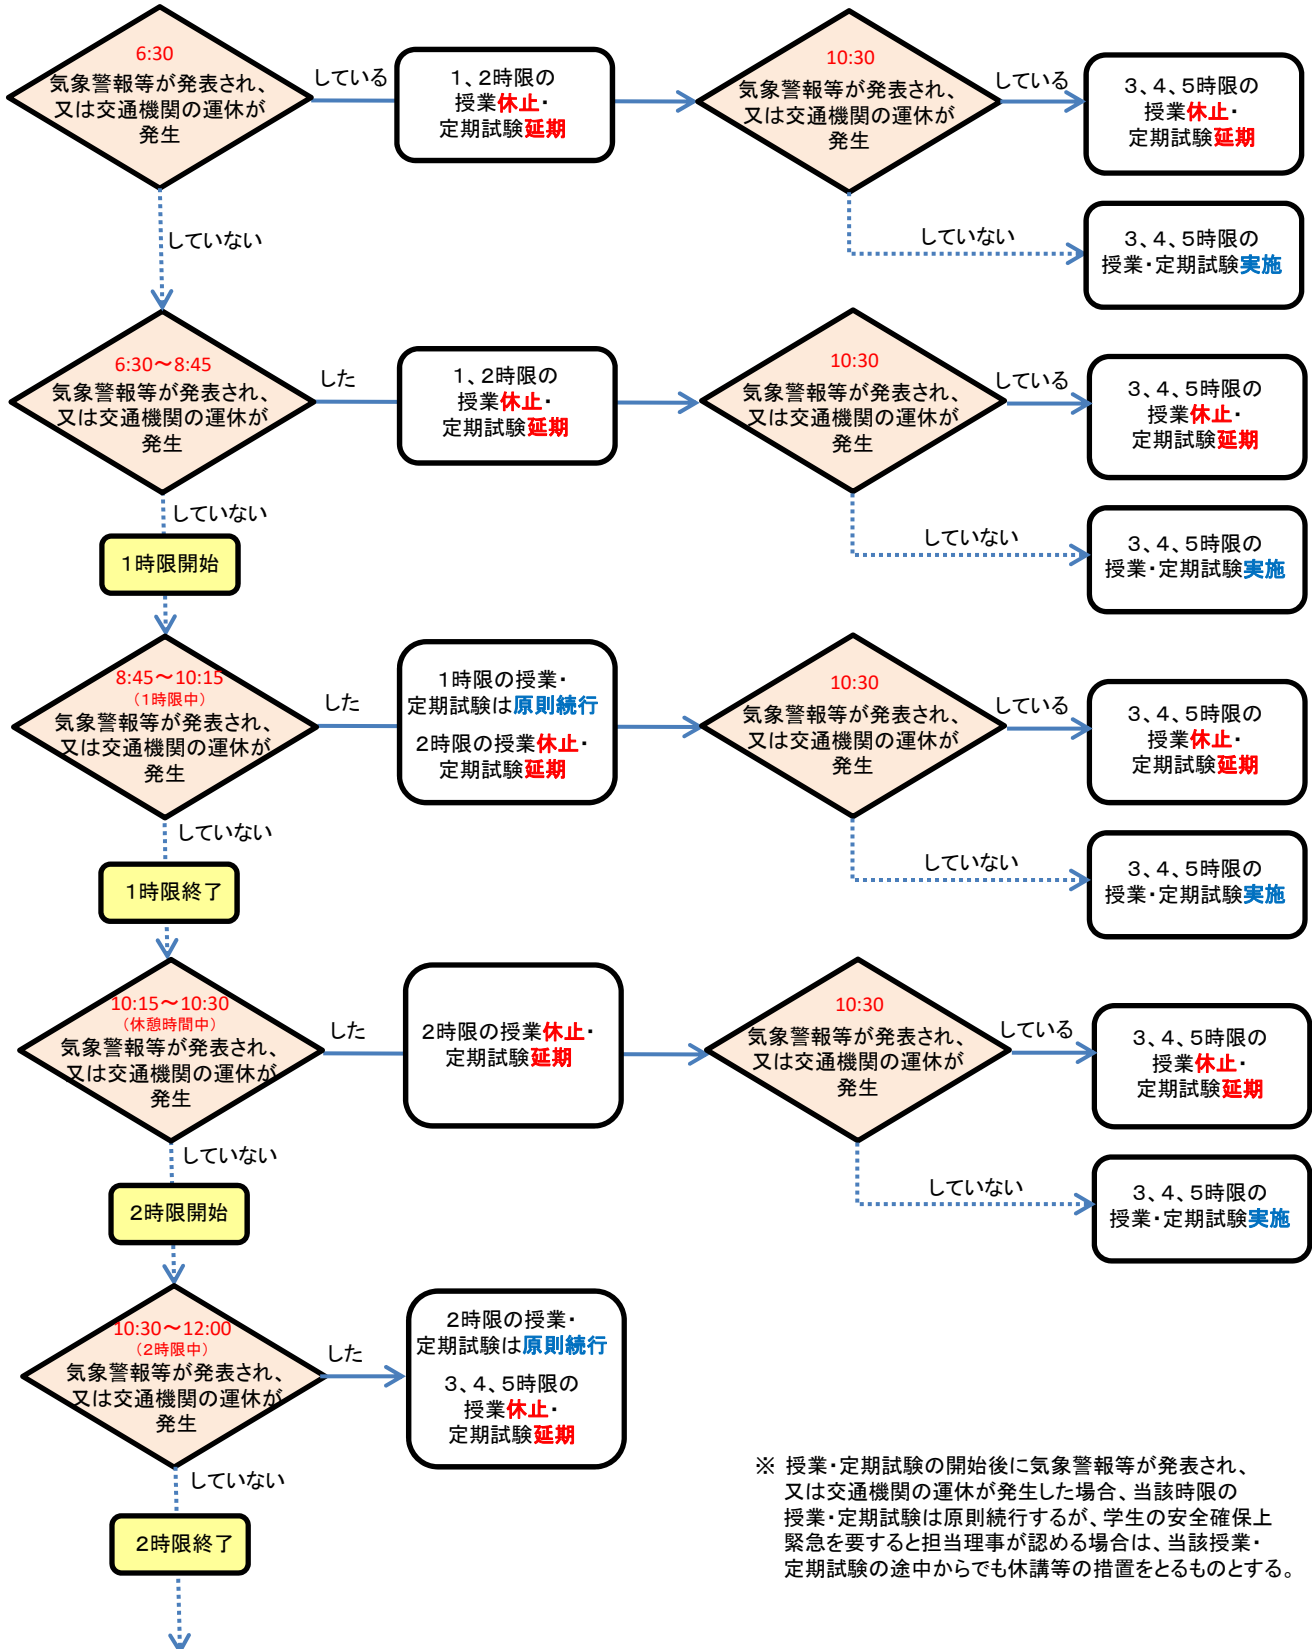 6:30
気象警報等が発表され、
又は交通機関の運休が
発生
している
1、2時限の
授業休止・
定期試験延期
10:30
気象警報等が発表され、
又は交通機関の運休が
発生
している
3、4、5時限の
授業休止・
定期試験延期
していない
していない
3、4、5時限の
授業・定期試験実施
6:30～8:45
気象警報等が発表され、
又は交通機関の運休が
発生
した
1、2時限の
授業休止・
定期試験延期
10:30
気象警報等が発表され、
又は交通機関の運休が
発生
している
3、4、5時限の
授業休止・
定期試験延期
していない
していない
3、4、5時限の
授業・定期試験実施
1時限開始
8:45～10:15
（1時限中）
気象警報等が発表され、
又は交通機関の運休が
発生
した
1時限の授業・
定期試験は原則続行
2時限の授業休止・
定期試験延期
10:30
気象警報等が発表され、
又は交通機関の運休が
発生
している
3、4、5時限の
授業休止・
定期試験延期
していない
していない
3、4、5時限の
授業・定期試験実施
1時限終了
10:15～10:30
（休憩時間中）
気象警報等が発表され、
又は交通機関の運休が
発生
した
2時限の授業休止・
定期試験延期
10:30
気象警報等が発表され、
又は交通機関の運休が
発生
している
3、4、5時限の
授業休止・
定期試験延期
していない
していない
3、4、5時限の
授業・定期試験実施
2時限開始
10:30～12:00
（2時限中）
気象警報等が発表され、
又は交通機関の運休が
発生
した
2時限の授業・
定期試験は原則続行
3、4、5時限の
授業休止・
定期試験延期
していない
2時限終了
※ 授業・定期試験の開始後に気象警報等が発表され、
又は交通機関の運休が発生した場合、当該時限の
授業・定期試験は原則続行するが、学生の安全確保上
緊急を要すると担当理事が認める場合は、当該授業・
定期試験の途中からでも休講等の措置をとるものとする。